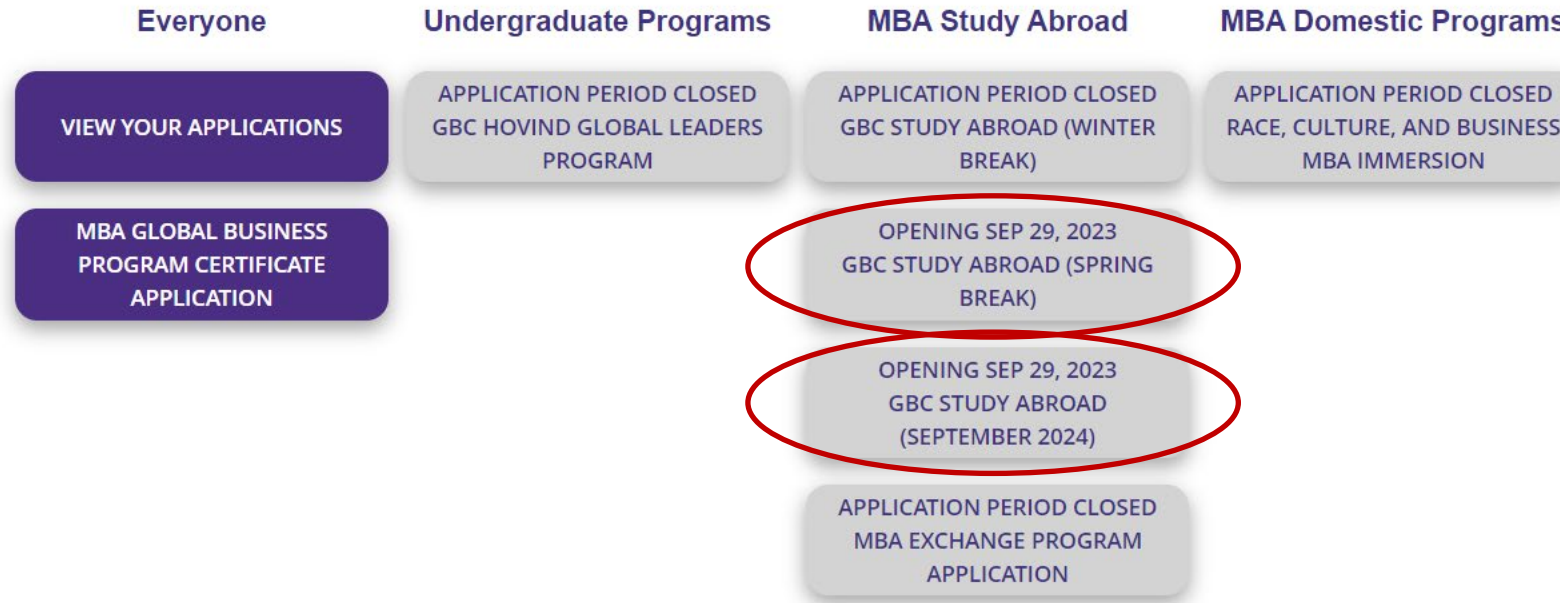 Everyone
VIEW YOUR APPLICATIONS
MBA GLOBAL BUSINESS
PROGRAM CERTIFICATE
APPLICATION
Undergraduate Programs
APPLICATION PERIOD CLOSED
GBC HOVIND GLOBAL LEADERS
PROGRAM
MBA Study Abroad
APPLICATION PERIOD CLOSED
GBC STUDY ABROAD (WINTER
BREAK)
OPENING SEP 29, 2023
GBC STUDY ABROAD (SPRING
BREAK)
OPENING SEP 29, 2023
GBC STUDY ABROAD
(SEPTEMBER 2024)
APPLICATION PERIOD CLOSED
MBA EXCHANGE PROGRAM
APPLICATION
MBA Domestic Programs
APPLICATION PERIOD CLOSED
RACE, CULTURE, AND BUSINESS
MBA IMMERSION